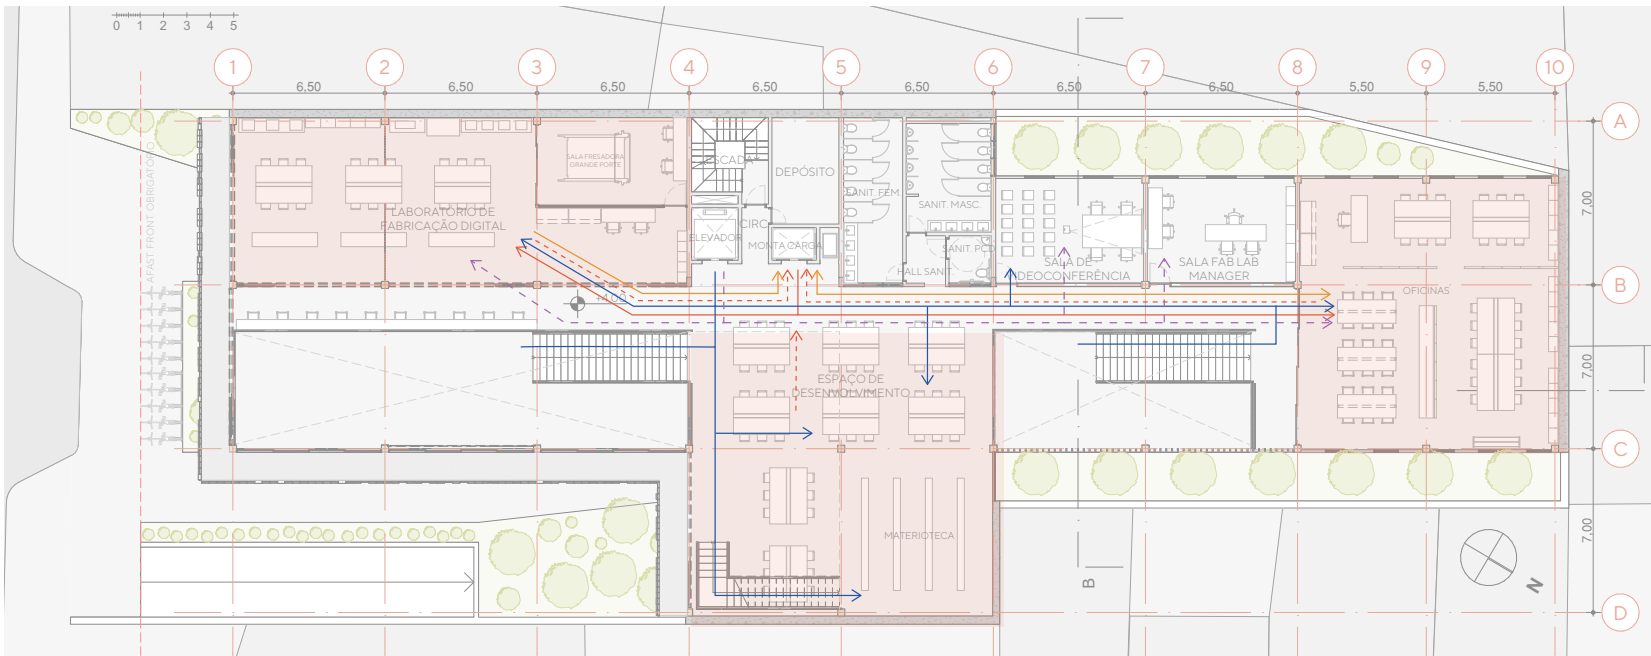 0 1 2 3 4 5
1 2 3 4 5 6 7 8 9 10
6,50 6,50 6,50 6,50 6,50 6,50 6,50 5,50 5,50
A
AFAST FRONT OBRIGATÓRIO
SALA FRESADORA
GRANDE PORTE
ESCADA
DEPÓSITO
SANIT. FEM.
SANIT. MASC.
7,00
LABORATÓRIO DE
FABRICAÇÃO DIGITAL
CIRC
ELEVADOR
MONTA CARGA
SANIT. PCD
HALL SANIT.
SALA DE
DEOCONFERÊNCIA
SALA FAB LAB
MANAGER
OFICINAS
B
ESPAÇO DE
DESENVOLVIMENTO
7,00
C
MATERIOTECA
7,00
B
N
D